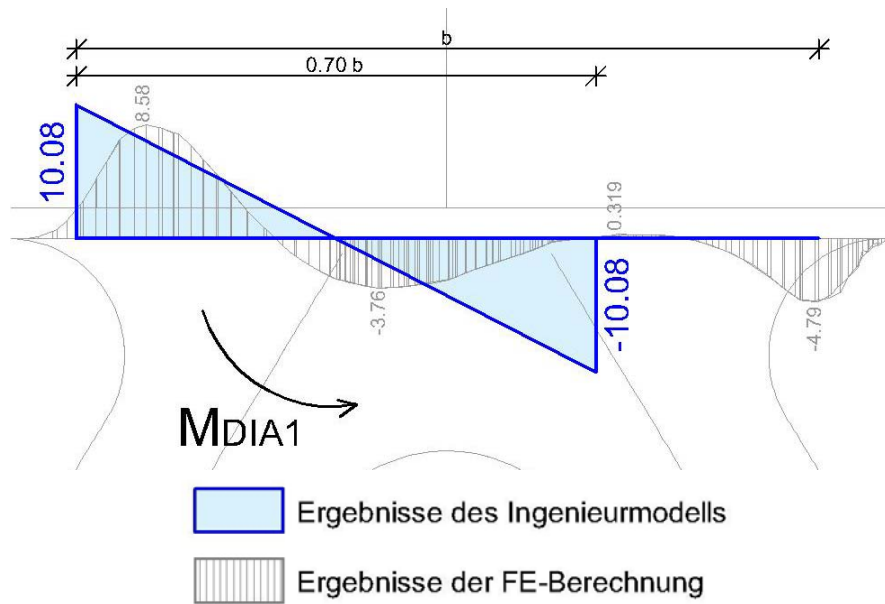 b
0.70 b
8.58
10.08
0.319
-3.76
-10.08
-4.79
MDIA1
Ergebnisse des Ingenieurmodells
Ergebnisse der FE-Berechnung